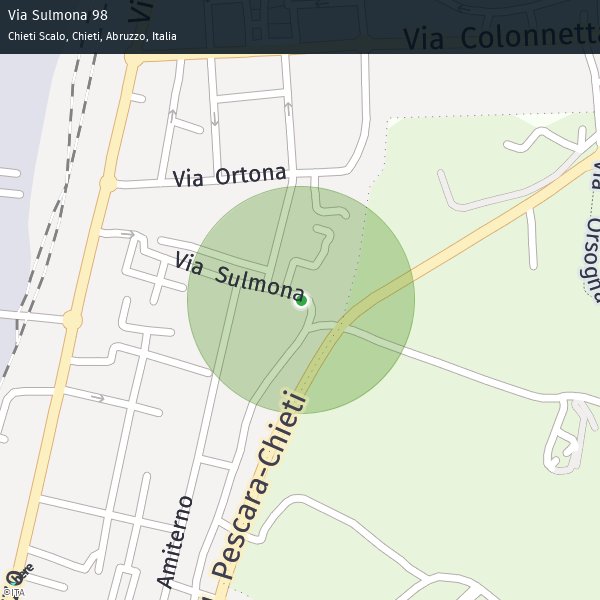 Via Sulmona 98
Chieti Scalo, Chieti, Abruzzo, Italia
Via Colonnetta
Vi
Via Ortona
Via Orsogna
Via Sulmona
Pescara-Chieti
Amiterno
here
© ITA